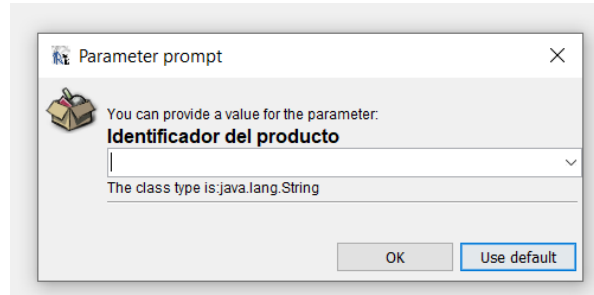 Parameter prompt
You can provide a value for the parameter:
Identificador del producto
The class type is:java.lang.String
OK
Use default